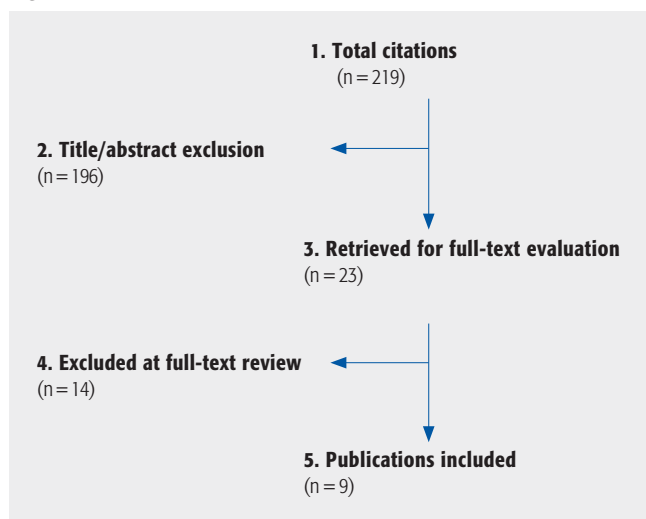 1. Total citations
(n = 219)
2. Title/abstract exclusion
(n = 196)
3. Retrieved for full-text evaluation
(n = 23)
4. Excluded at full-text review
(n = 14)
5. Publications included
(n = 9)